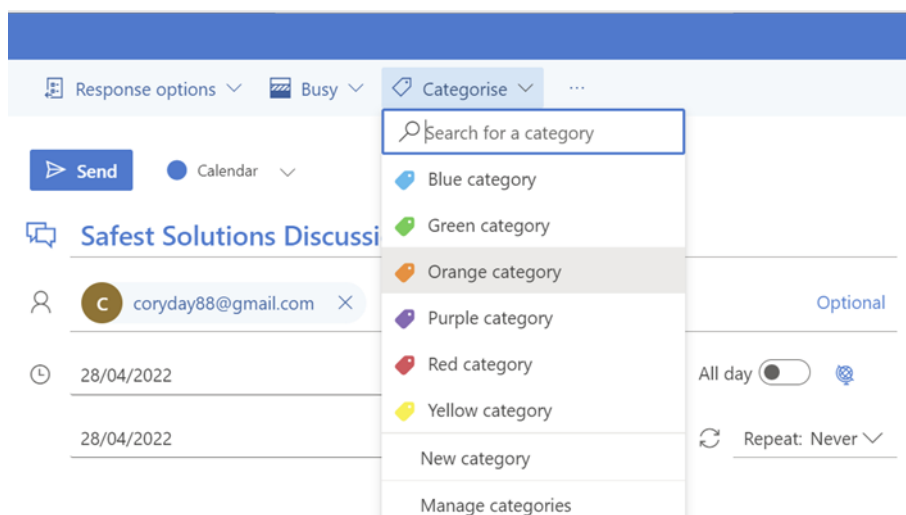 Response options Busy Categorise ...
Search for a category
Send Calendar
Blue category
Green category
Safest Solutions Discussi
Orange category
C coryday88@gmail.com Optional
Purple category
Red category
28/04/2022 All day
Yellow category
28/04/2022 Repeat: Never
New category
Manage categories